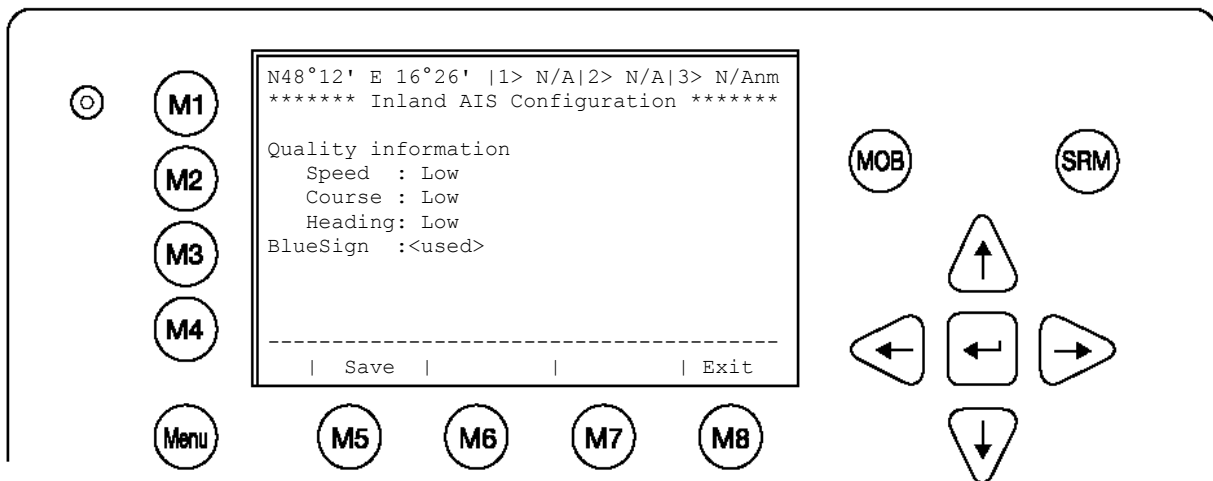 N48°12' E 16°26' |1> N/A|2> N/A|3> N/Anm
******* Inland AIS Configuration *******
Quality information
Speed : Low
Course : Low
Heading: Low
BlueSign :<used>
----------------------------------------
| Save | | | Exit
M1
M2
M3
M4
Menu
M5 M6 M7 M8
MOB SRM